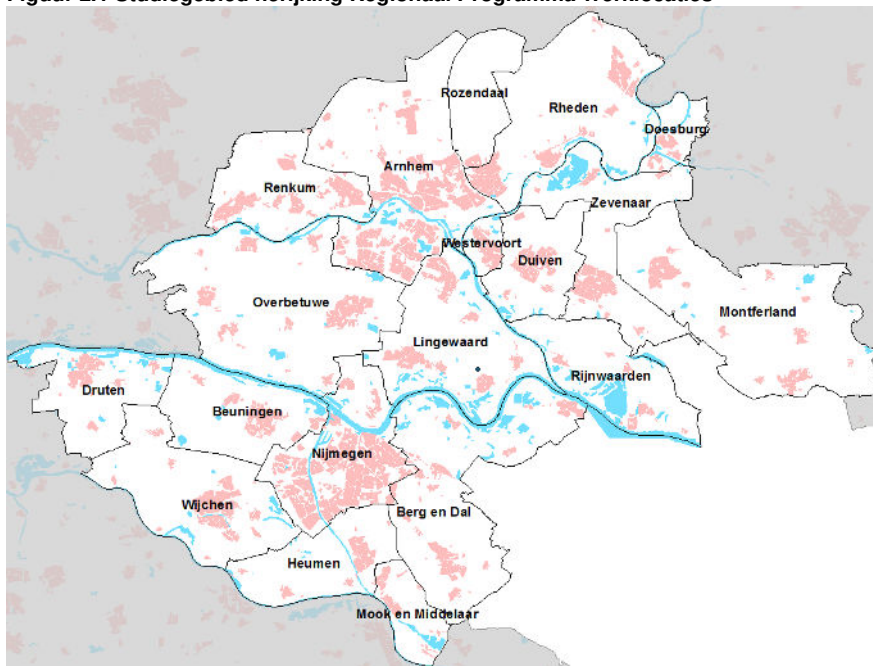 Rozendaal
Rheden
Doesburg
Arnhem
Renkum
Zevenaar
Westervoort
Duiven
Overbetuwe
Montferland
Lingewaard
Rijnwaarden
Druten
Beuningen
Nijmegen
Wijchen
Berg en Dal
Heumen
Mook en Middelaar